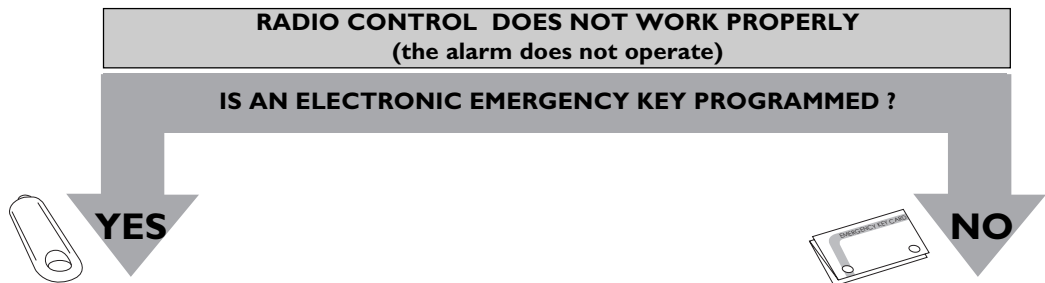 RADIO CONTROL DOES NOT WORK PROPERLY
(the alarm does not operate)
IS AN ELECTRONIC EMERGENCY KEY PROGRAMMED ?
YES
EMERGENCY KEY CARD
NO